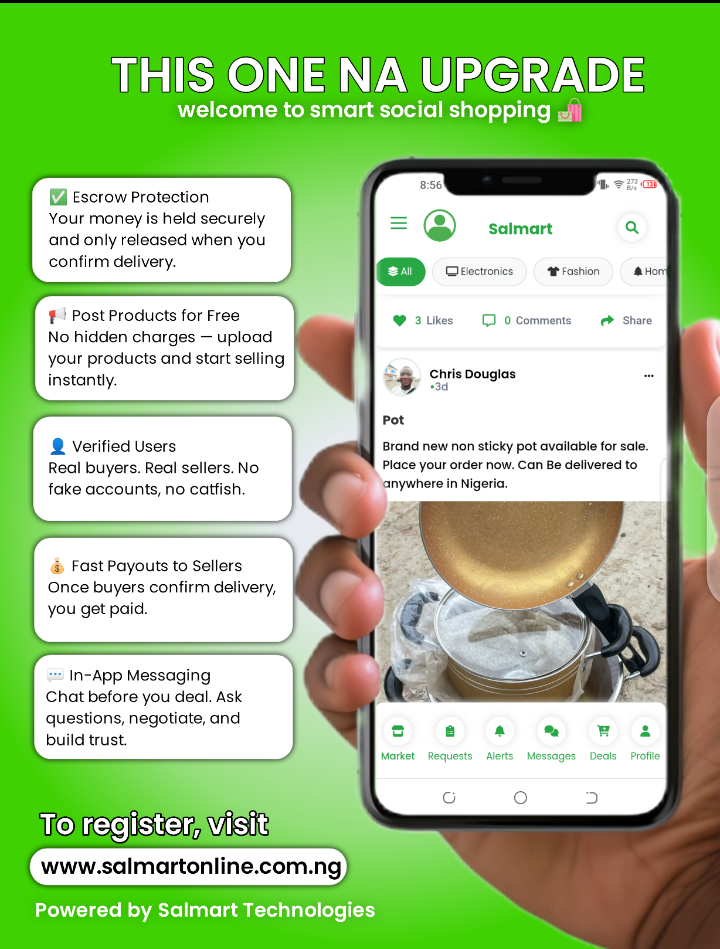 THIS ONE NA UPGRADE
welcome to smart social shopping 🛍️
✅ Escrow Protection
Your money is held securely
and only released when you
confirm delivery.
📢 Post Products for Free
No hidden charges — upload
your products and start selling
instantly.
👤 Verified Users
Real buyers. Real sellers. No
fake accounts, no catfish.
💰 Fast Payouts to Sellers
Once buyers confirm delivery,
you get paid.
💬 In-App Messaging
Chat before you deal. Ask
questions, negotiate, and
build trust.
8:56 273 B/s 13
Salmart
All Electronics Fashion Hom
3 Likes 0 Comments Share
Chris Douglas
•3d
Pot
Brand new non sticky pot available for sale.
Place your order now. Can Be delivered to
anywhere in Nigeria.
Market Requests Alerts Messages Deals Profile
To register, visit
www.salmartonline.com.ng
Powered by Salmart Technologies